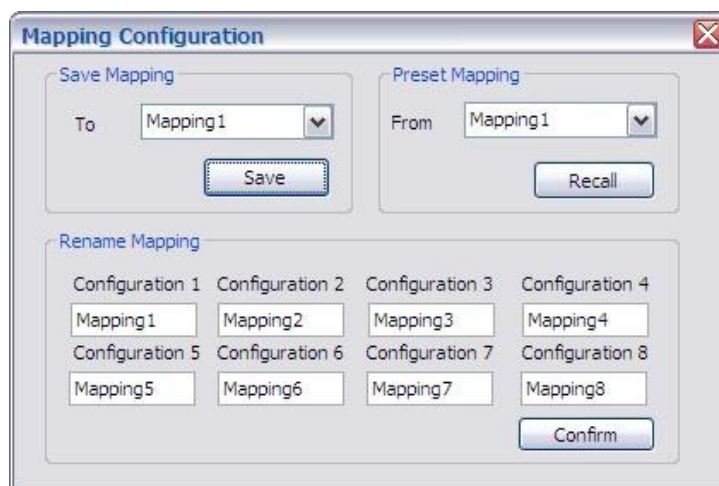 Mapping Configuration
Save Mapping
To Mapping1
Save
Preset Mapping
From Mapping1
Recall
Rename Mapping
Configuration 1 Configuration 2 Configuration 3 Configuration 4
Mapping1 Mapping2 Mapping3 Mapping4
Configuration 5 Configuration 6 Configuration 7 Configuration 8
Mapping5 Mapping6 Mapping7 Mapping8
Confirm